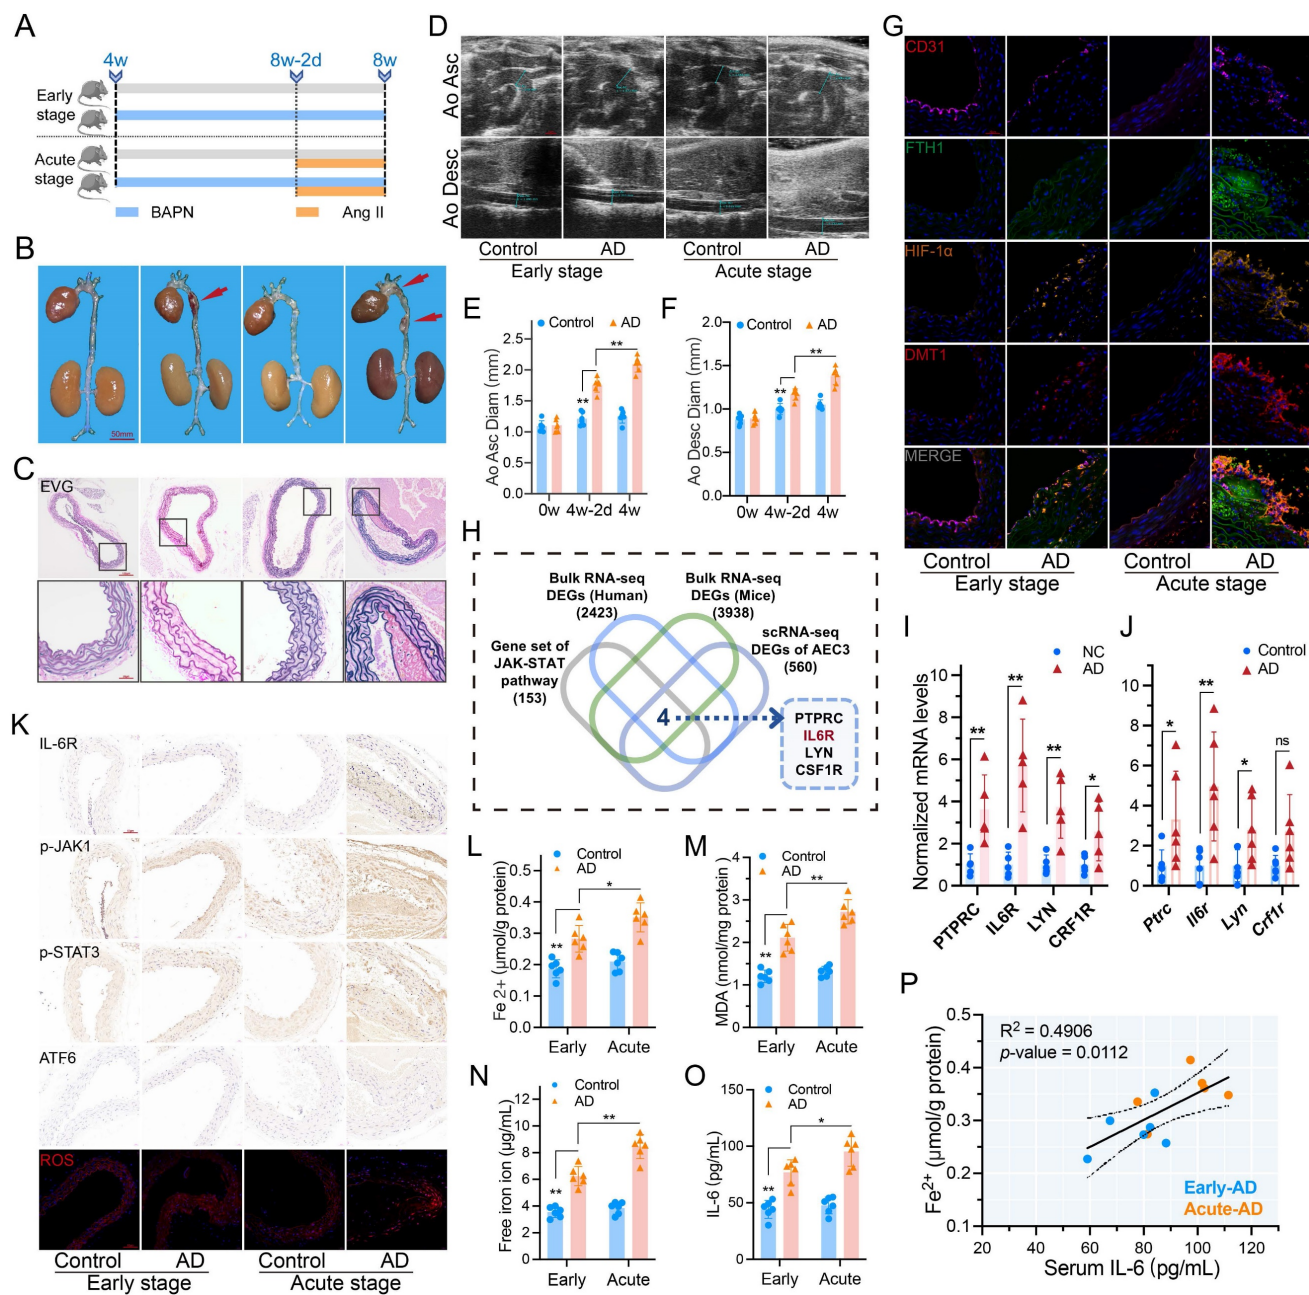 A
4w
8w-2d
8w
Early
stage
Acute
stage
BAPN
Ang II
B
50mm
C
EVG
D
Ao Asc
Ao Desc
Control
AD
Control
AD
Early stage
Acute stage
E
Control
AD
**
**
Ao Asc Diam (mm)
2.5
2.0
1.5
1.0
0.5
0.0
0w
4w-2d
4w
F
Control
AD
**
**
Ao Desc Diam (mm)
2.0
1.5
1.0
0.5
0.0
0w
4w-2d
4w
G
CD31
FTH1
HIF-1α
DMT1
MERGE
Control
AD
Control
AD
Early stage
Acute stage
H
Bulk RNA-seq
DEGs (Human)
(2423)
Bulk RNA-seq
DEGs (Mice)
(3938)
Gene set of
JAK-STAT
pathway
(153)
scRNA-seq
DEGs of AEC3
(560)
4
PTPRC
IL6R
LYN
CSF1R
I
NC
AD
Normalized mRNA levels
10
8
6
4
2
0
**
**
**
*
PTPRC
IL6R
LYN
CRF1R
J
Control
AD
10
8
6
4
2
0
*
**
*
ns
Ptrc
Il6r
Lyn
Crf1r
K
IL-6R
p-JAK1
p-STAT3
ATF6
ROS
Control
AD
Control
AD
Early stage
Acute stage
L
Control
AD
*
**
Fe 2+ (μmol/g protein)
0.5
0.4
0.3
0.2
0.1
0.0
Early
Acute
M
Control
AD
**
**
MDA (nmol/mg protein)
4
3
2
1
0
Early
Acute
N
Control
AD
**
**
Free iron ion (μg/mL)
12
10
8
6
4
2
0
Early
Acute
O
Control
AD
*
**
IL-6 (pg/mL)
150
100
50
0
Early
Acute
P
R² = 0.4906
p-value = 0.0112
Fe²⁺ (μmol/g protein)
0.5
0.4
0.3
0.2
0.1
Early-AD
Acute-AD
20
40
60
80
100
120
Serum IL-6 (pg/mL)